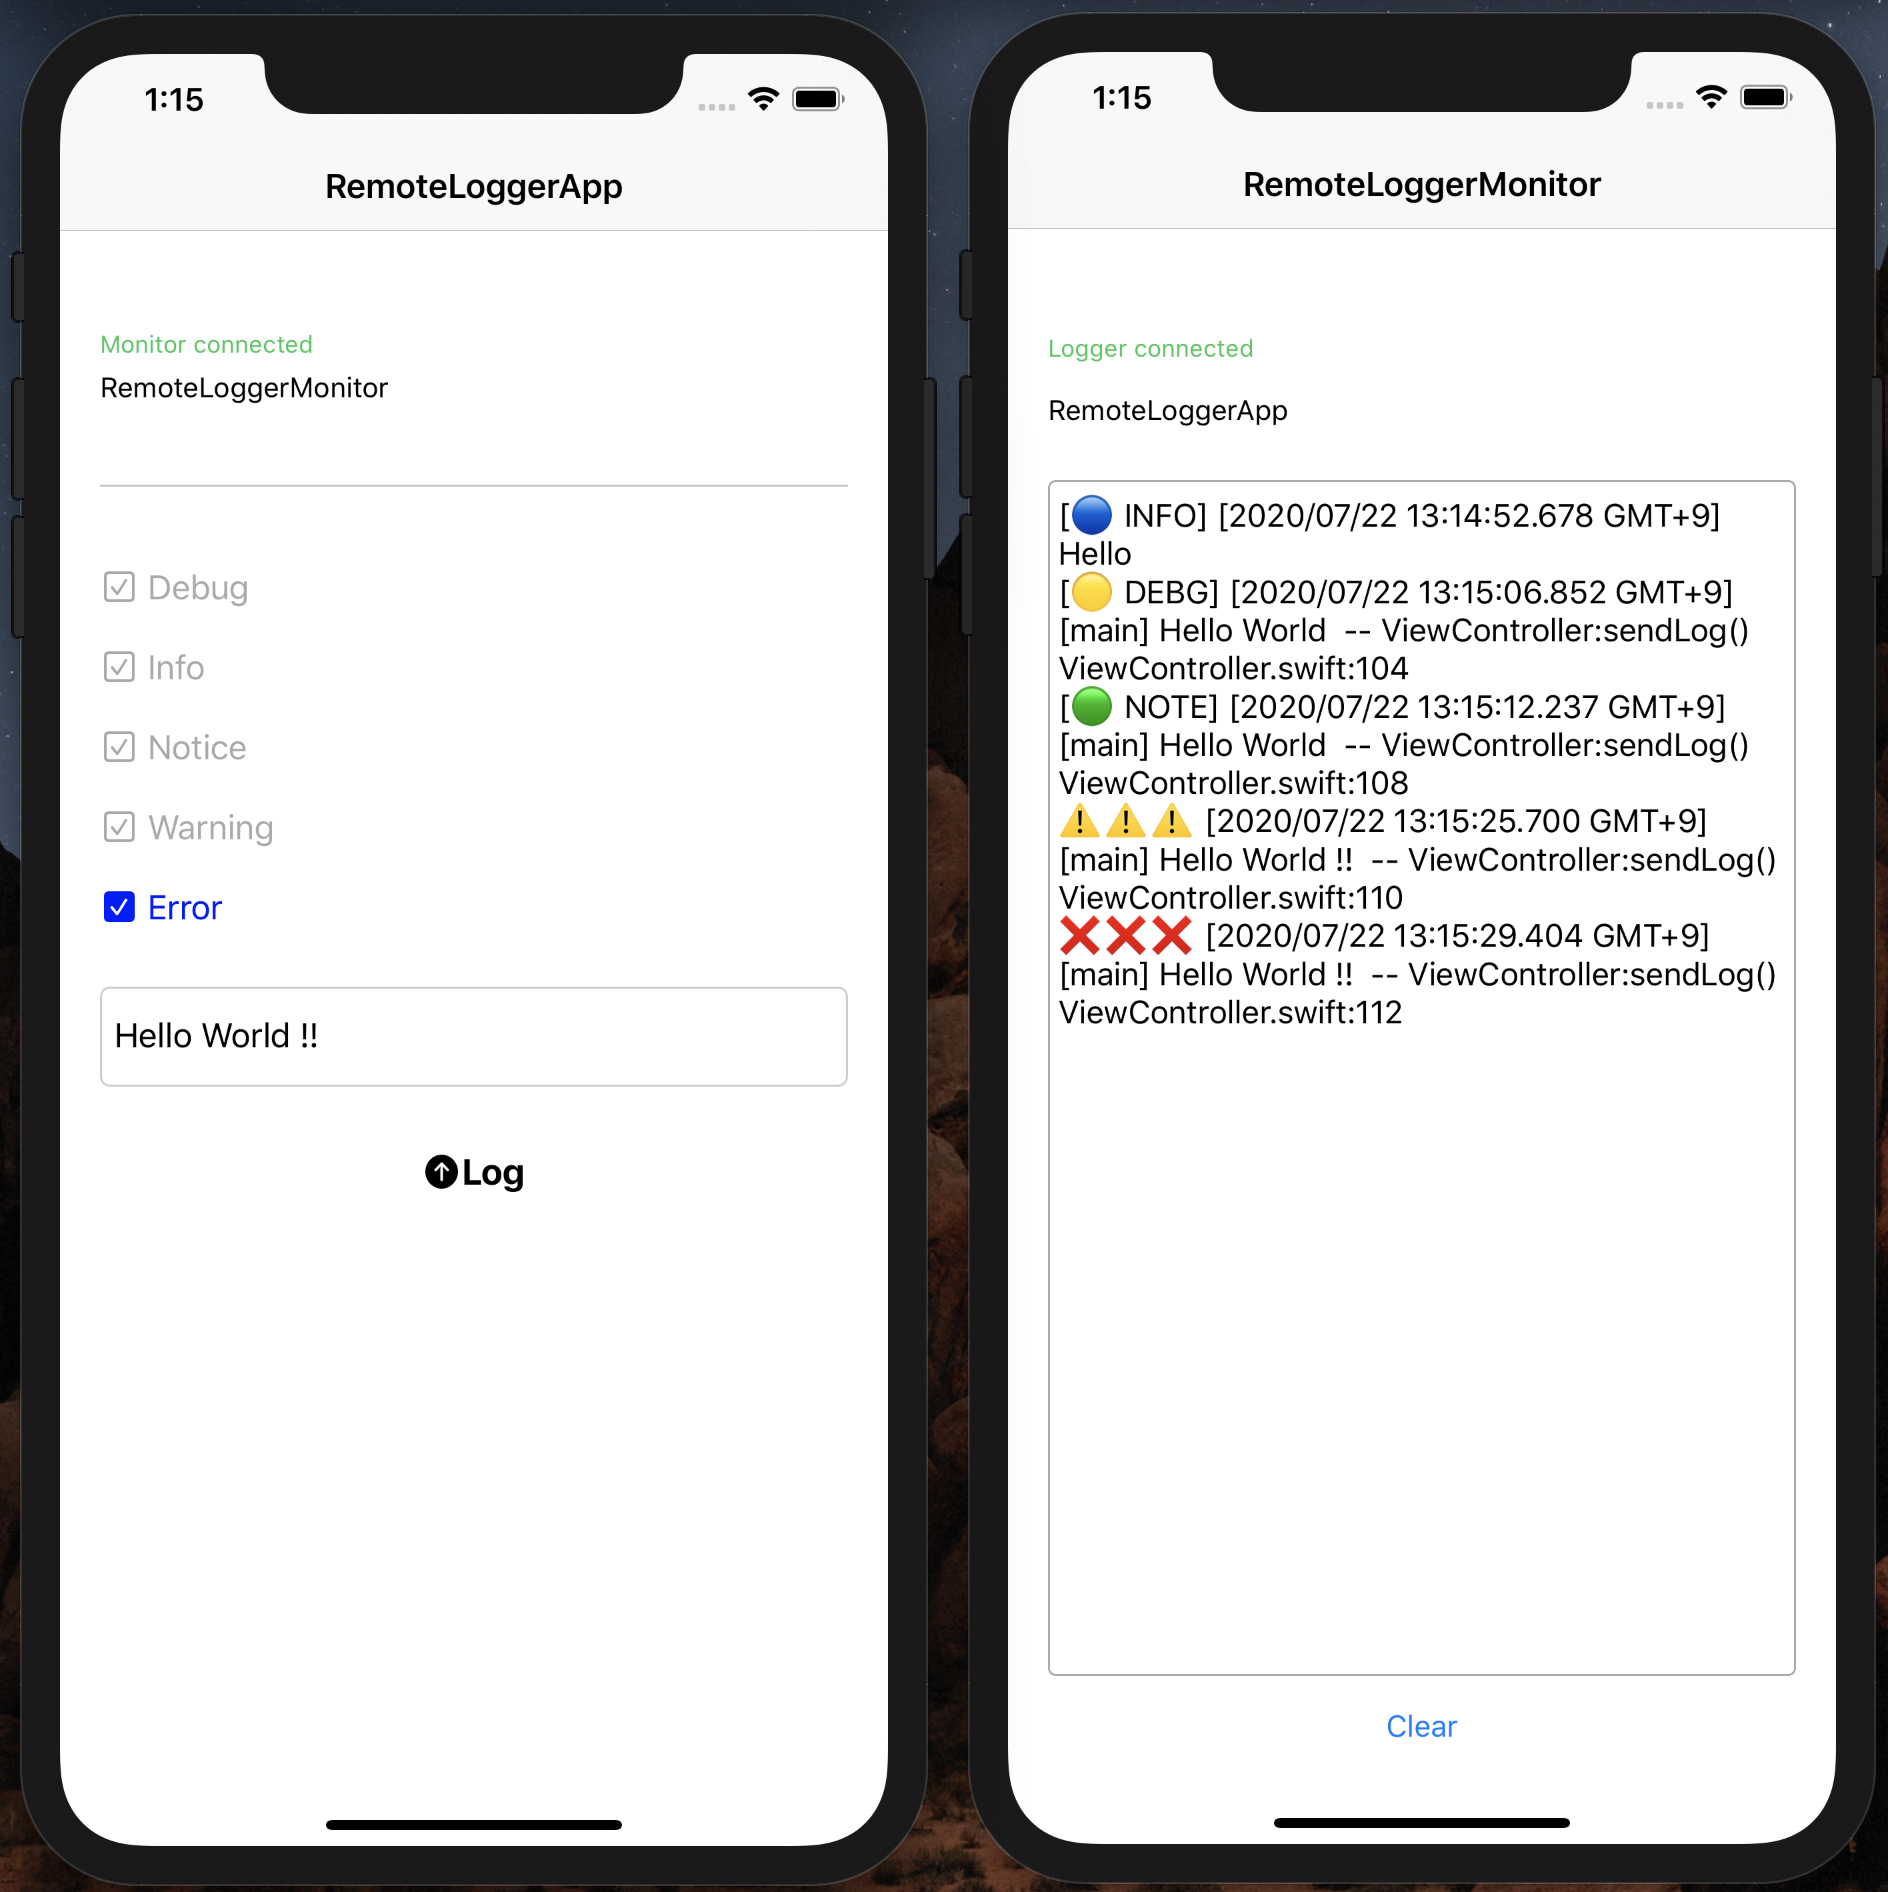 1:15
RemoteLoggerApp
Monitor connected
RemoteLoggerMonitor
Debug
Info
Notice
Warning
Error
Hello World !!
Log
1:15
RemoteLoggerMonitor
Logger connected
RemoteLoggerApp
[🔵 INFO] [2020/07/22 13:14:52.678 GMT+9]
Hello
[🟡 DEBG] [2020/07/22 13:15:06.852 GMT+9]
[main] Hello World  -- ViewController:sendLog()
ViewController.swift:104
[🟢 NOTE] [2020/07/22 13:15:12.237 GMT+9]
[main] Hello World  -- ViewController:sendLog()
ViewController.swift:108
⚠️⚠️⚠️ [2020/07/22 13:15:25.700 GMT+9]
[main] Hello World !!  -- ViewController:sendLog()
ViewController.swift:110
❌❌❌ [2020/07/22 13:15:29.404 GMT+9]
[main] Hello World !!  -- ViewController:sendLog()
ViewController.swift:112
Clear